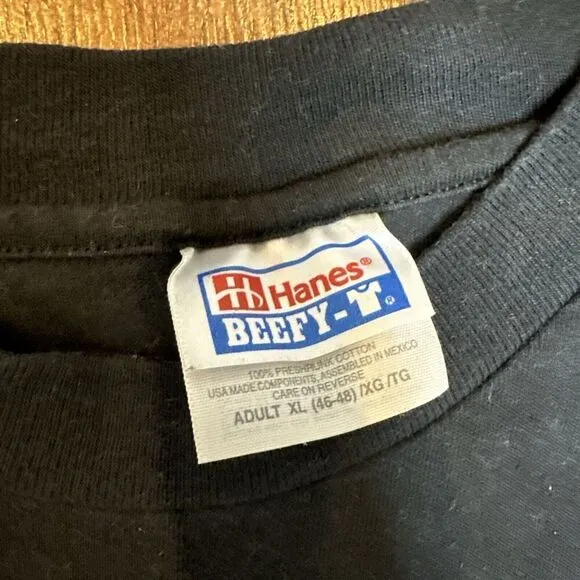 Hanes®
BEEFY-T®
100% PRESHRUNK COTTON
USA MADE COMPONENTS, ASSEMBLED IN MEXICO
CARE ON REVERSE
ADULT XL (46-48) /XG /TG